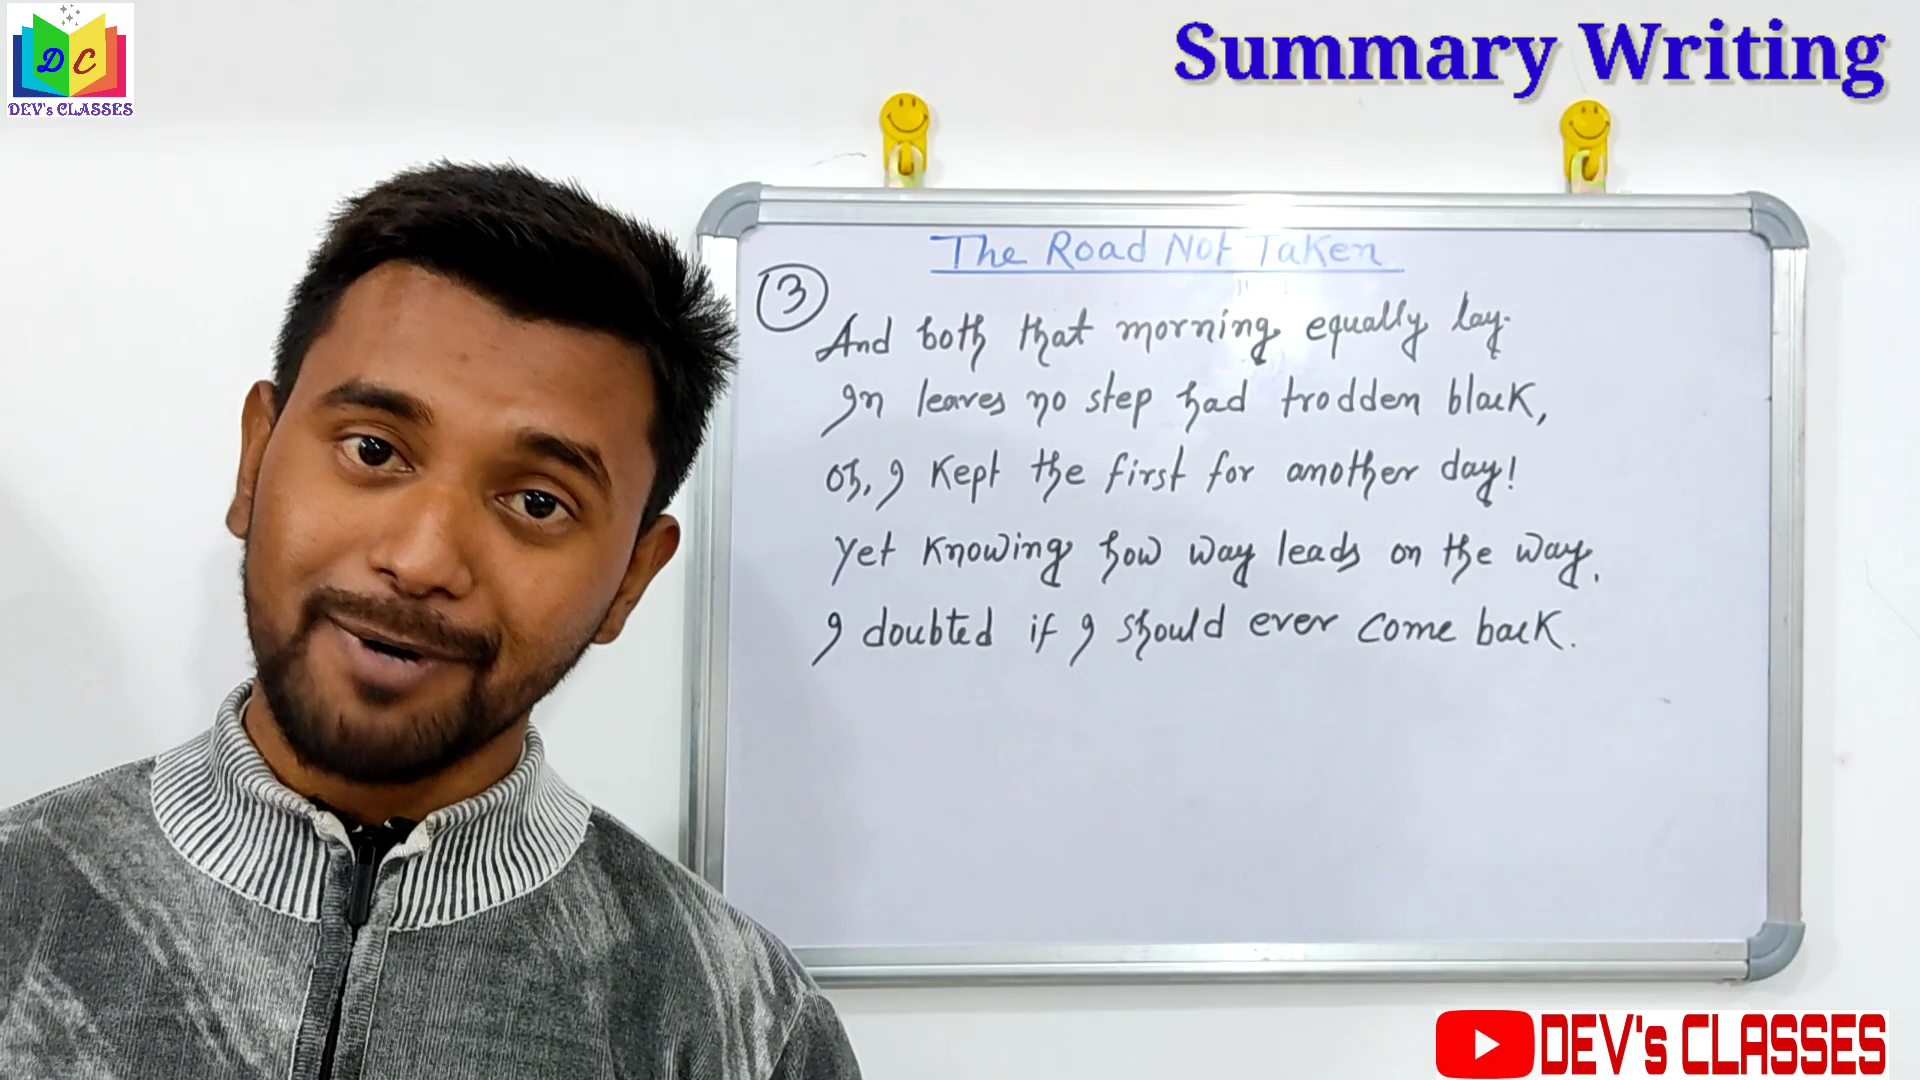 DC
DEV's CLASSES
Summary Writing
The Road Not Taken
3
And both that morning equally lay.
In leaves no step had trodden black,
Oh, I kept the first for another day!
Yet knowing how way leads on the way,
I doubted if I should ever come back.
DEV's CLASSES